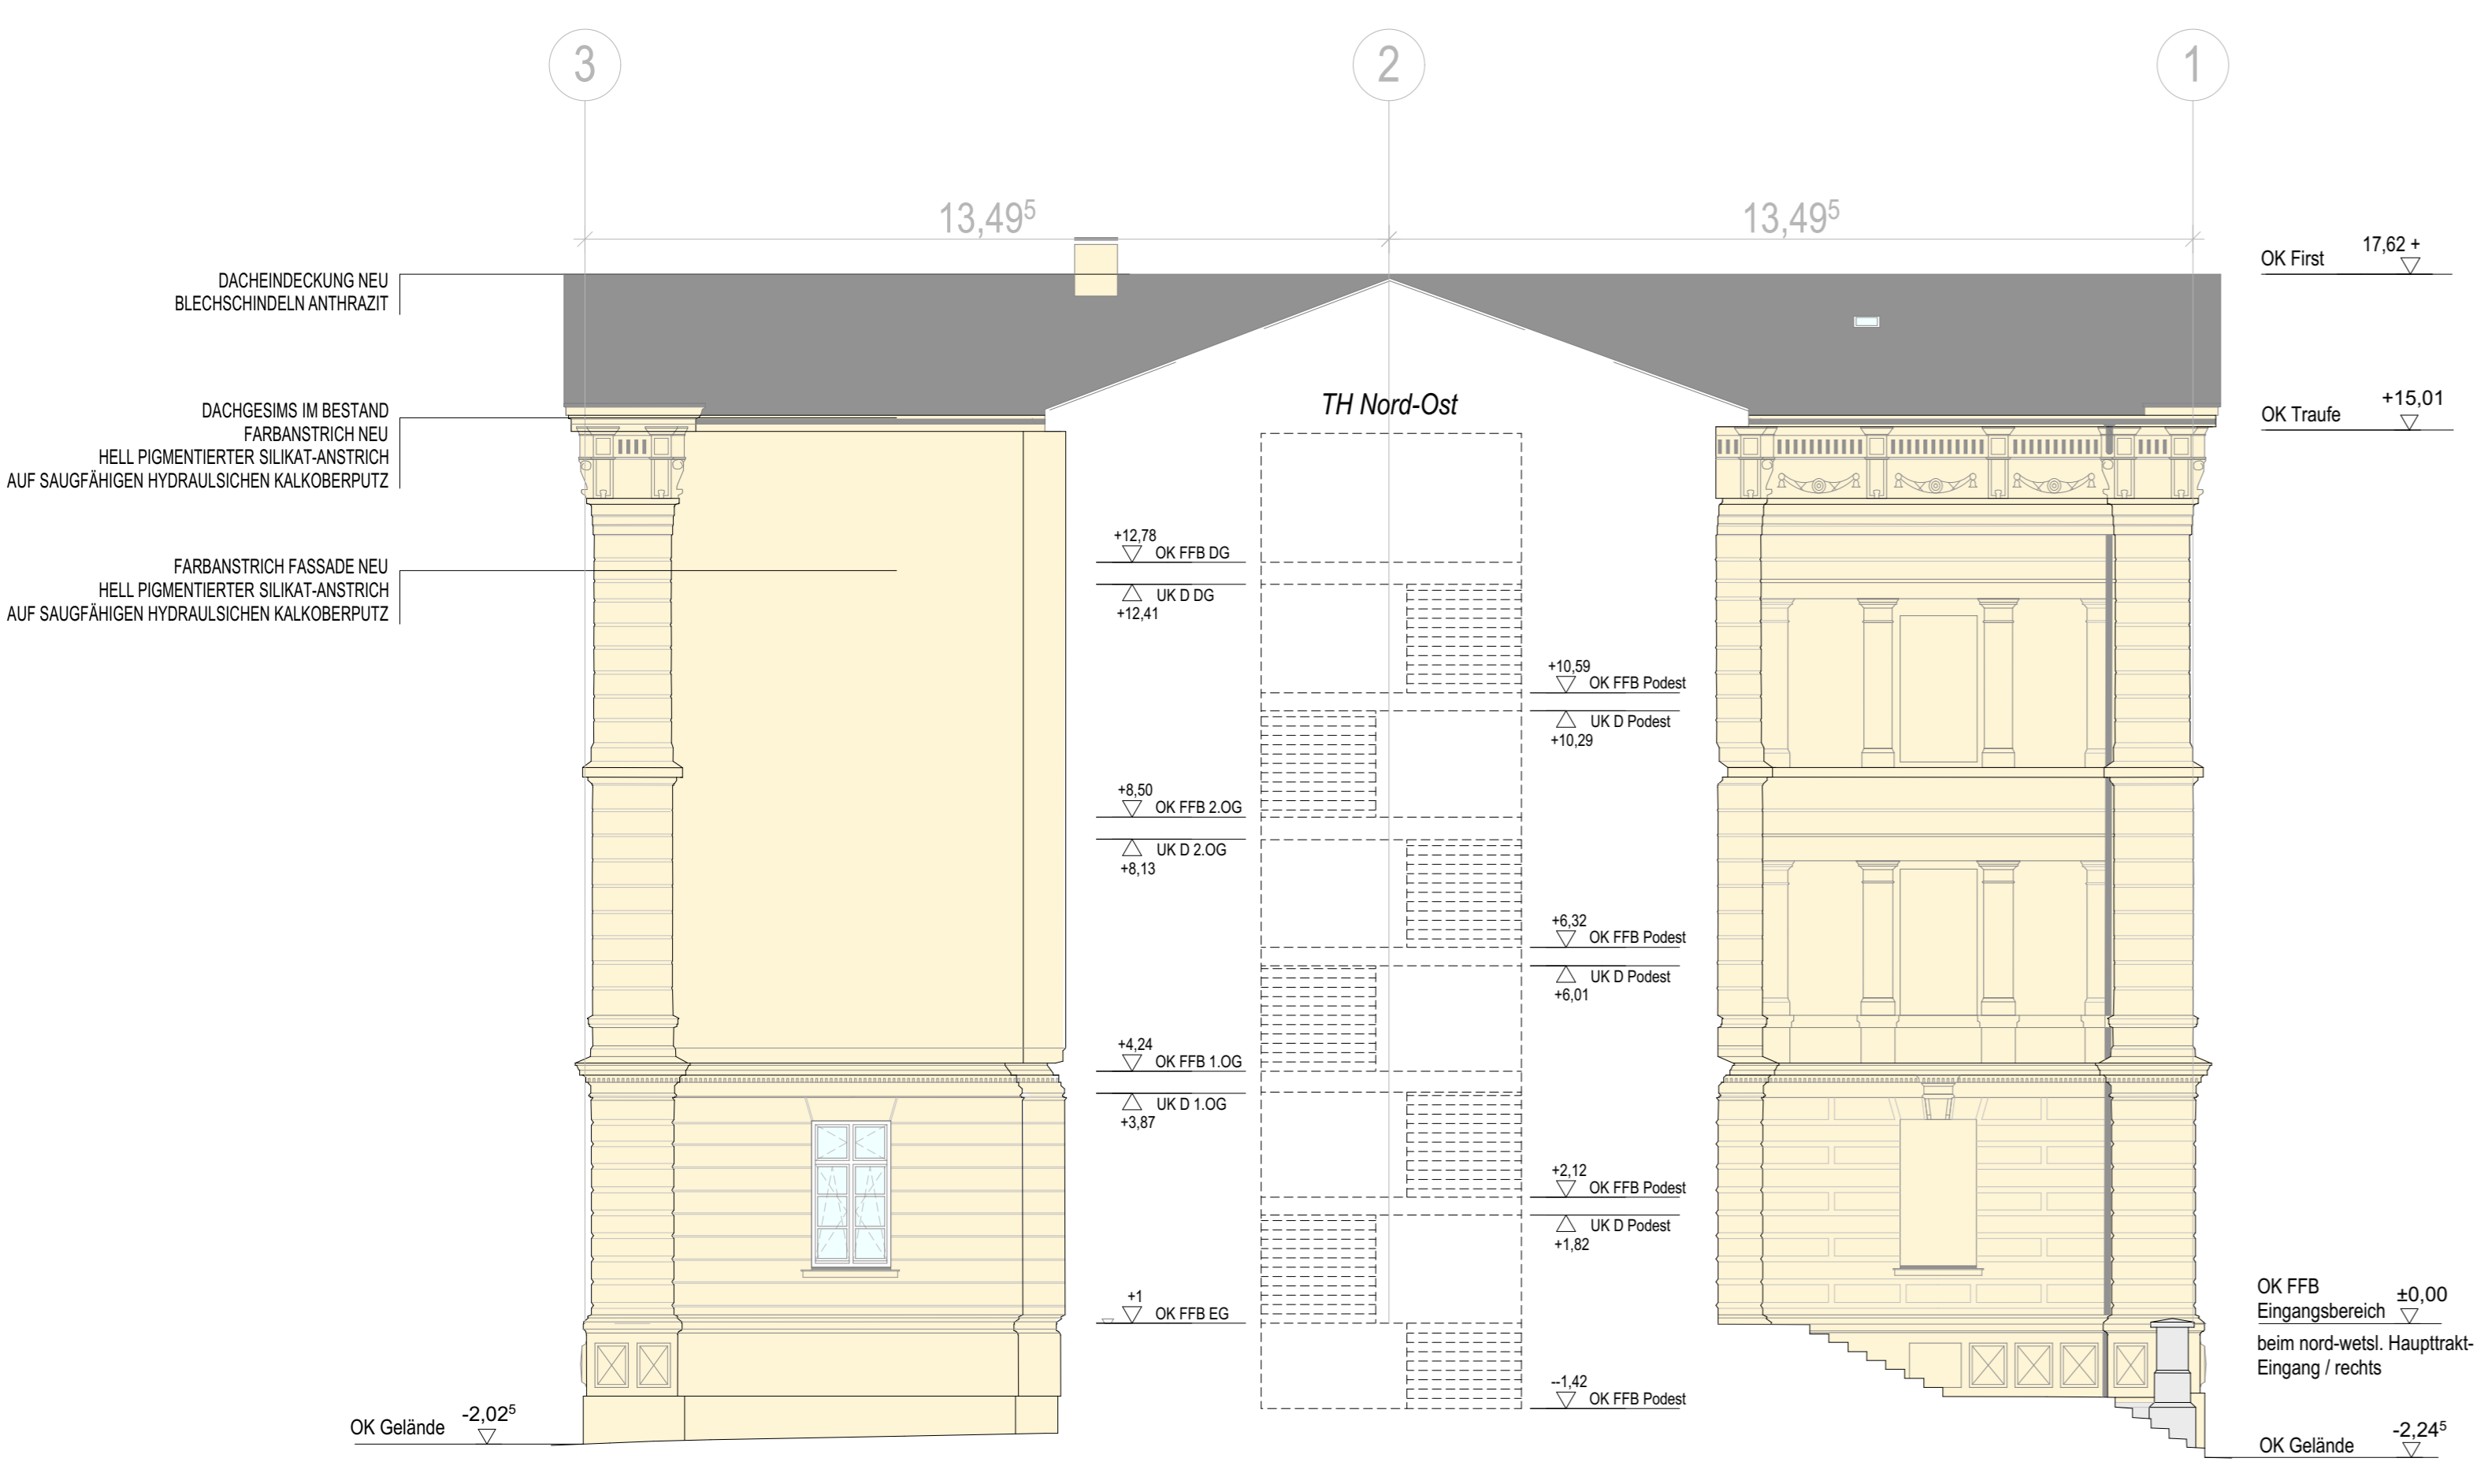 3
2
1
13,49⁵
13,49⁵
17,62 +
OK First
DACHEINDECKUNG NEU
BLECHSCHINDELN ANTHRAZIT
TH Nord-Ost
+15,01
OK Traufe
DACHGESIMS IM BESTAND
FARBANSTRICH NEU
HELL PIGMENTIERTER SILIKAT-ANSTRICH
AUF SAUGFÄHIGEN HYDRAULSICHEN KALKOBERPUTZ
FARBANSTRICH FASSADE NEU
HELL PIGMENTIERTER SILIKAT-ANSTRICH
AUF SAUGFÄHIGEN HYDRAULSICHEN KALKOBERPUTZ
+12,78
OK FFB DG
UK D DG
+12,41
+10,59
OK FFB Podest
UK D Podest
+10,29
+8,50
OK FFB 2.OG
UK D 2.OG
+8,13
+6,32
OK FFB Podest
UK D Podest
+6,01
+4,24
OK FFB 1.OG
UK D 1.OG
+3,87
+2,12
OK FFB Podest
UK D Podest
+1,82
+1
OK FFB EG
OK FFB
Eingangsbereich ±0,00
beim nord-wetsl. Haupttrakt-
Eingang / rechts
--1,42
OK FFB Podest
OK Gelände -2,02⁵
OK Gelände -2,24⁵